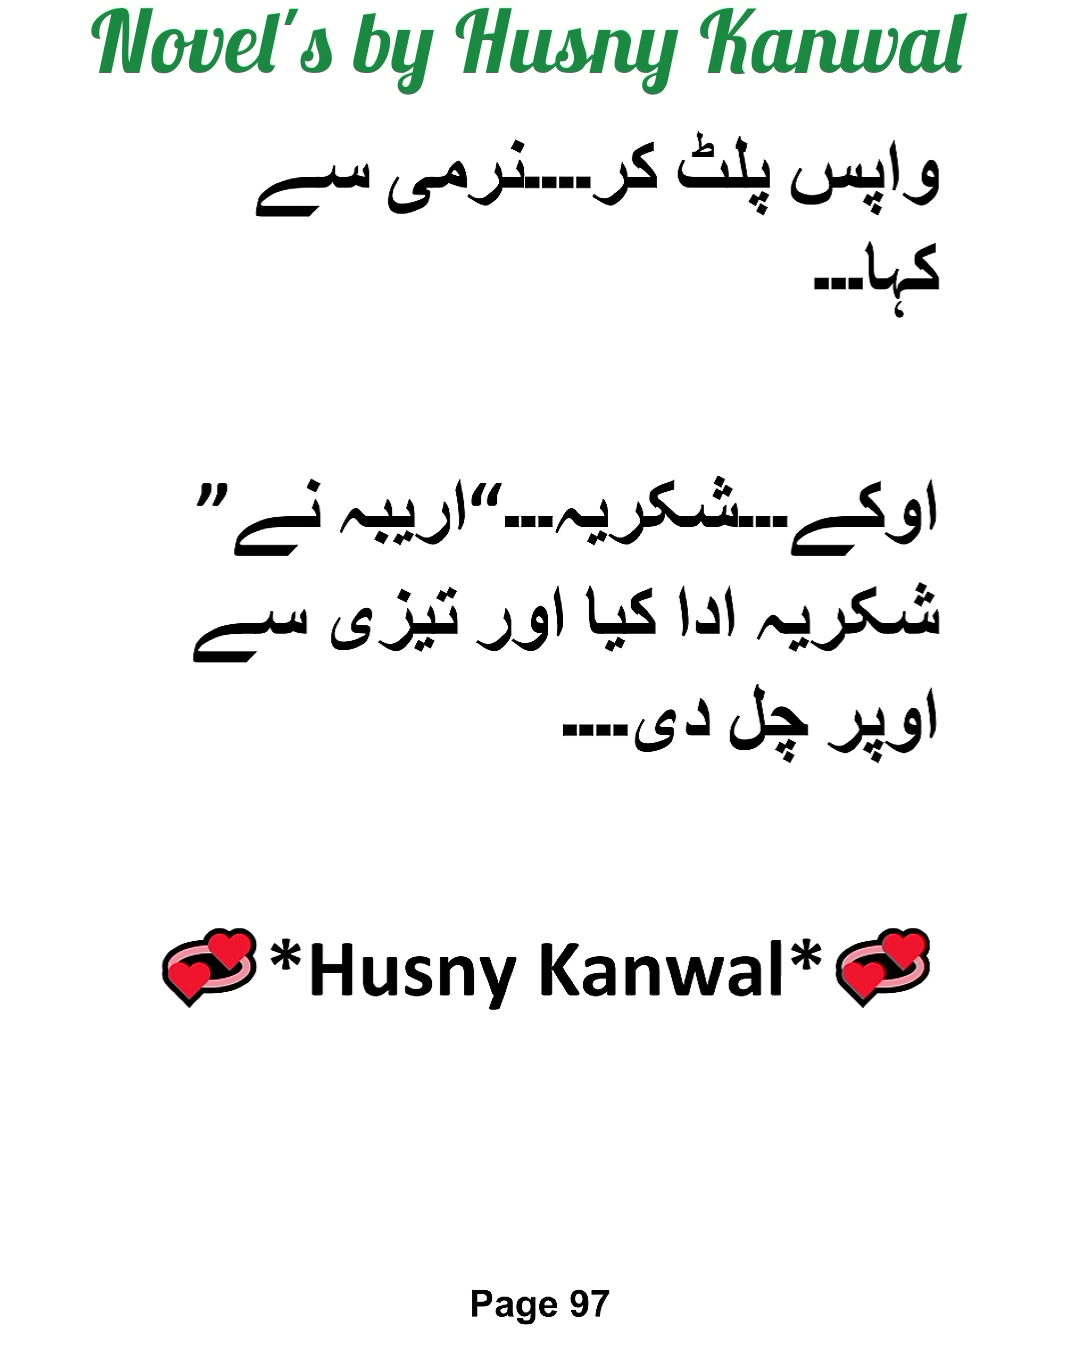 Novel's by Husny Kanwal
واپس پلٹ کر....نرمی سے
کہا...
اوکے...شکریہ...“اریبہ نے”
شکریہ ادا کیا اور تیزی سے
اوپر چل دی....
💞*Husny Kanwal*💞
Page 97